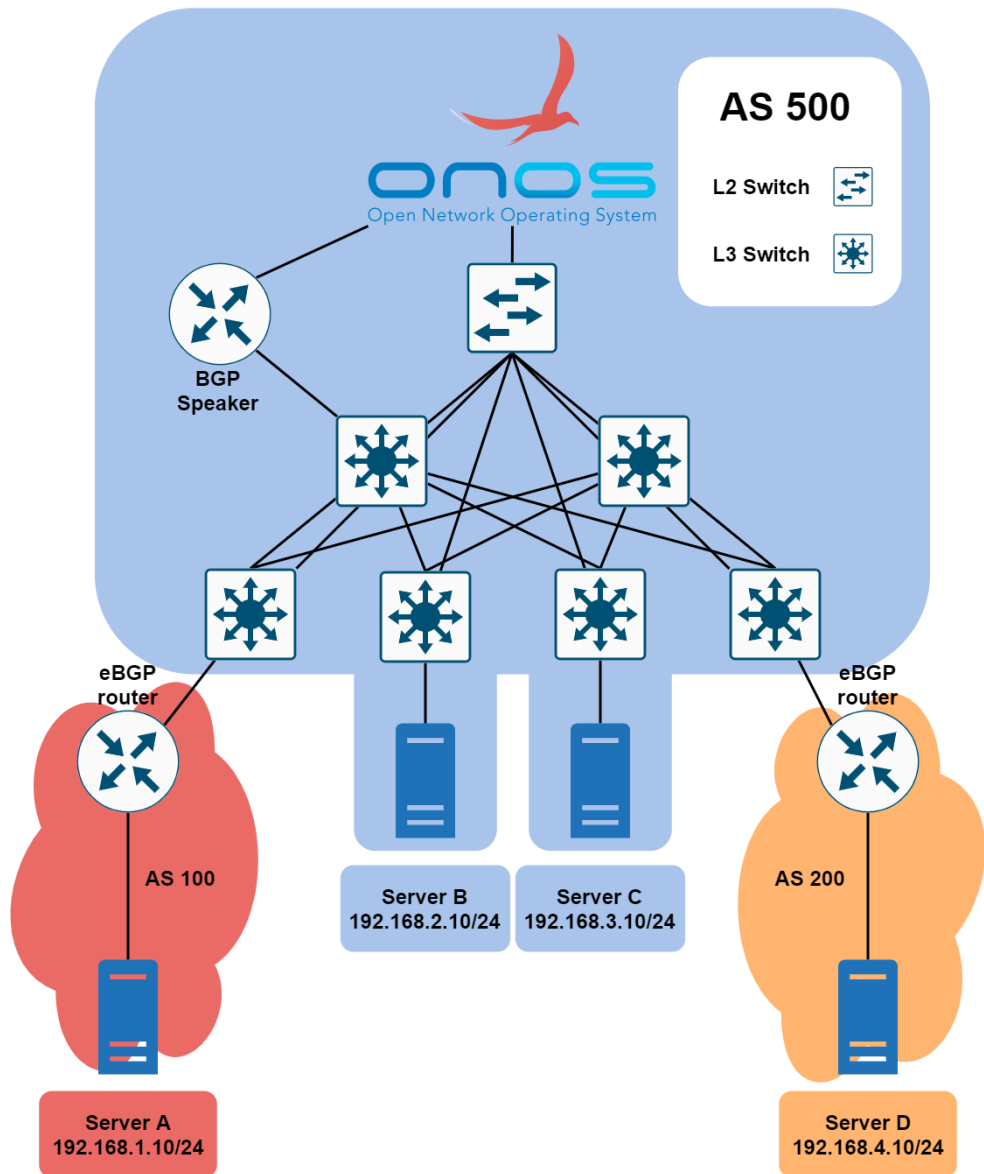 AS 500
L2 Switch
L3 Switch
onos
Open Network Operating System
BGP
Speaker
eBGP
router
eBGP
router
AS 100
AS 200
Server B
192.168.2.10/24
Server C
192.168.3.10/24
Server A
192.168.1.10/24
Server D
192.168.4.10/24